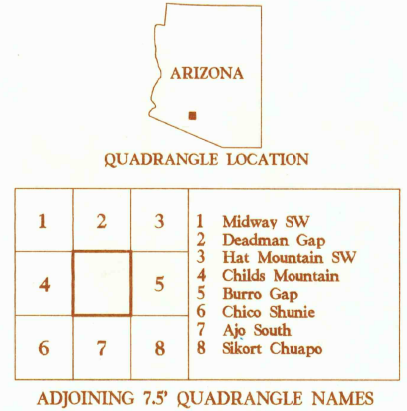 ARIZONA
QUADRANGLE LOCATION
1 2 3
4 5
6 7 8
1 Midway SW
2 Deadman Gap
3 Hat Mountain SW
4 Childs Mountain
5 Burro Gap
6 Chico Shunie
7 Ajo South
8 Sikort Chuapo
ADJOINING 7.5' QUADRANGLE NAMES